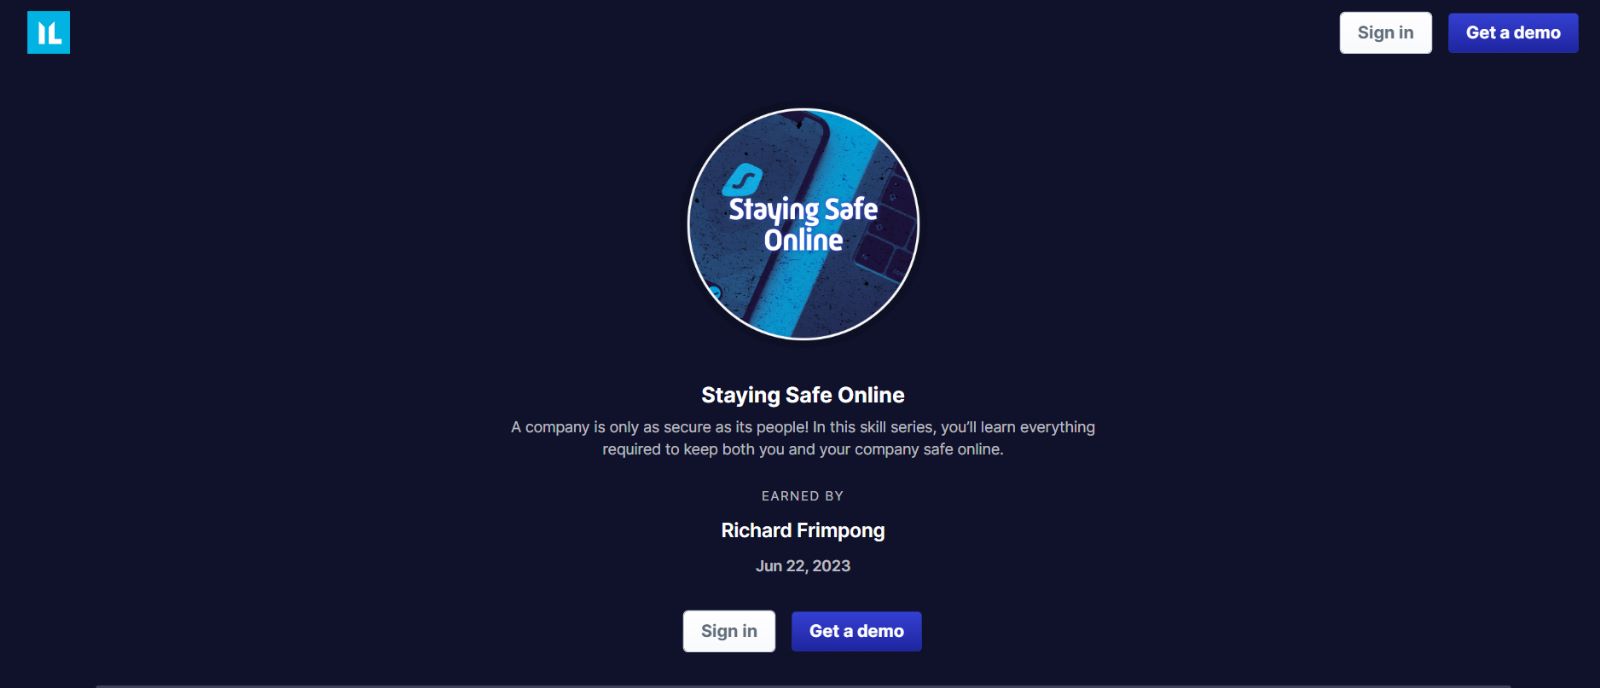 IL
Sign in
Get a demo
Staying Safe
Online
Staying Safe Online
A company is only as secure as its people! In this skill series, you’ll learn everything
required to keep both you and your company safe online.
EARNED BY
Richard Frimpong
Jun 22, 2023
Sign in
Get a demo